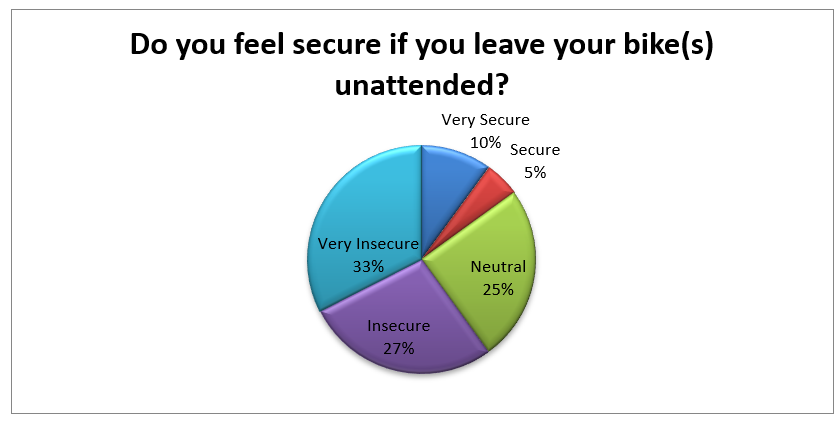 Do you feel secure if you leave your bike(s)
unattended?
Very Secure
10%
Secure
5%
Neutral
25%
Insecure
27%
Very Insecure
33%